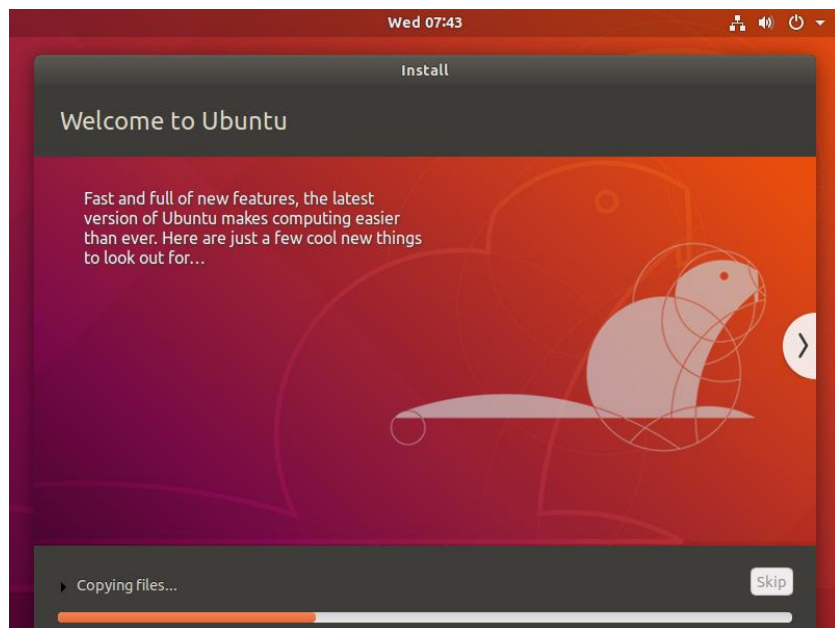 Wed 07:43
Install
Welcome to Ubuntu
Fast and full of new features, the latest
version of Ubuntu makes computing easier
than ever. Here are just a few cool new things
to look out for…
Copying files...
Skip